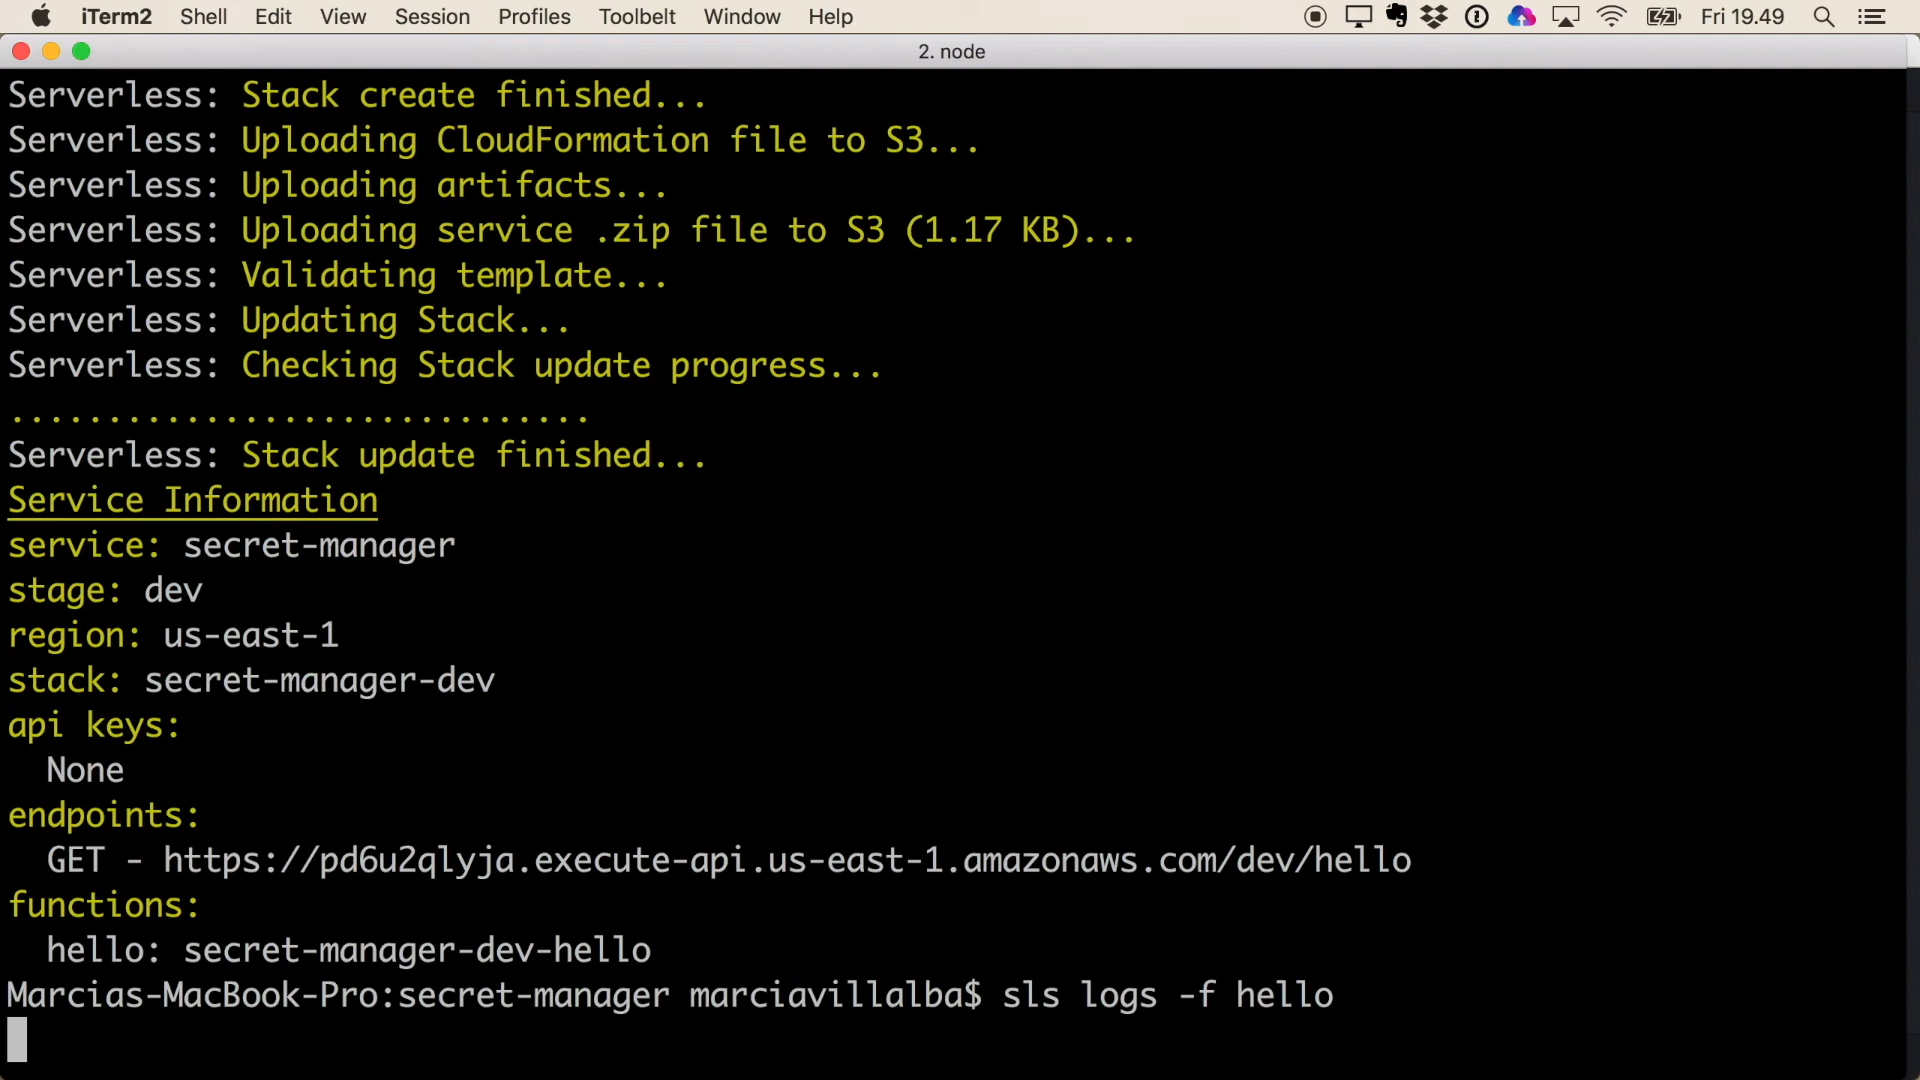 iTerm2 Shell Edit View Session Profiles Toolbelt Window Help Fri 19.49
2. node
Serverless: Stack create finished...
Serverless: Uploading CloudFormation file to S3...
Serverless: Uploading artifacts...
Serverless: Uploading service .zip file to S3 (1.17 KB)...
Serverless: Validating template...
Serverless: Updating Stack...
Serverless: Checking Stack update progress...
..............................
Serverless: Stack update finished...
Service Information
service: secret-manager
stage: dev
region: us-east-1
stack: secret-manager-dev
api keys:
  None
endpoints:
  GET - https://pd6u2qlyja.execute-api.us-east-1.amazonaws.com/dev/hello
functions:
  hello: secret-manager-dev-hello
Marcias-MacBook-Pro:secret-manager marciavillalba$ sls logs -f hello